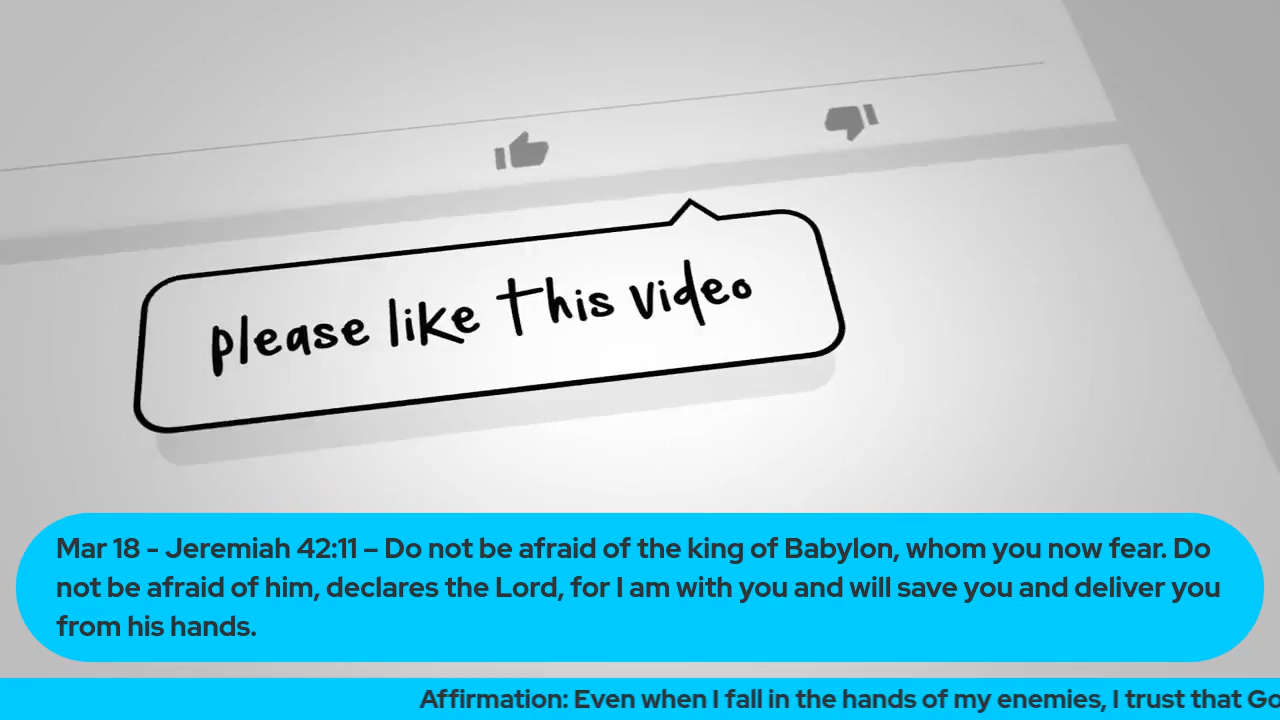 please like this video
Mar 18 - Jeremiah 42:11 – Do not be afraid of the king of Babylon, whom you now fear. Do
not be afraid of him, declares the Lord, for I am with you and will save you and deliver you
from his hands.
Affirmation: Even when I fall in the hands of my enemies, I trust that